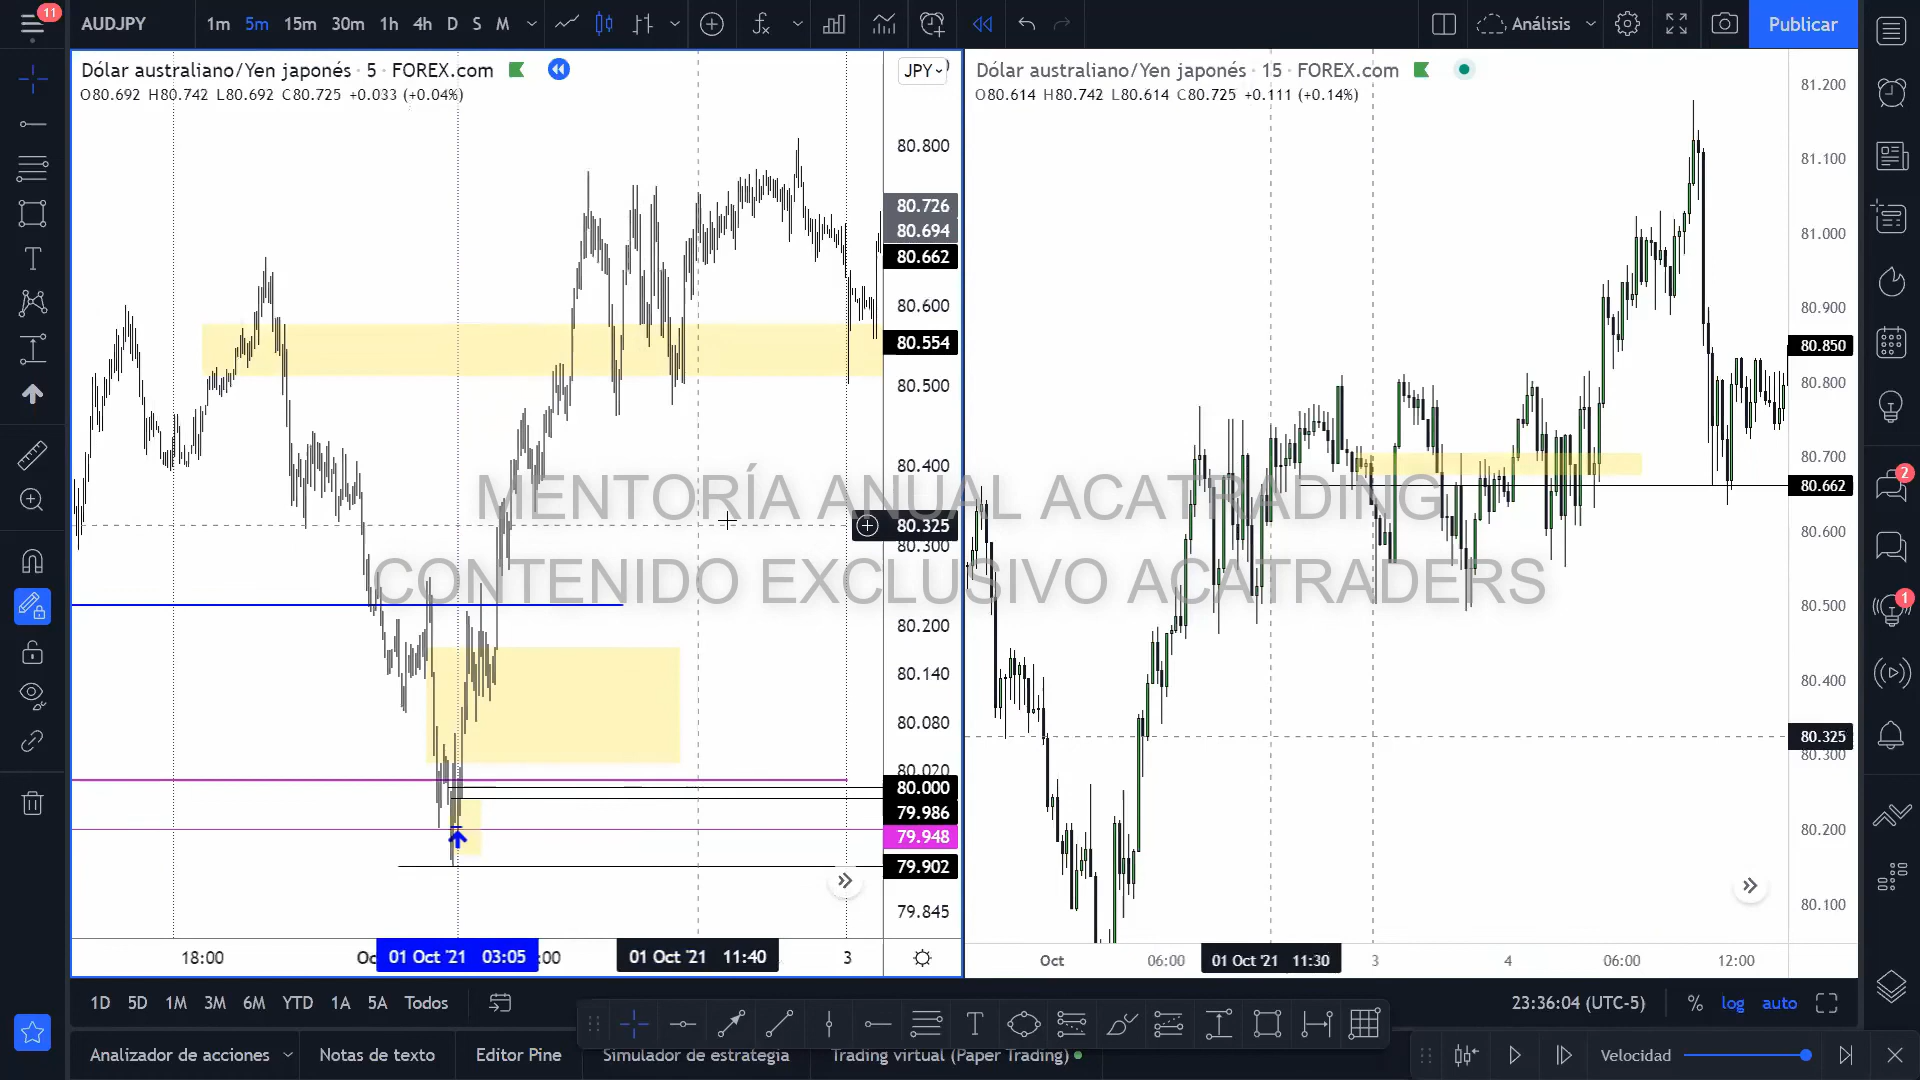 11
AUDJPY
1m 5m 15m 30m 1h 4h D S M
Análisis
Publicar
Dólar australiano/Yen japonés · 5 · FOREX.com
O80.692 H80.742 L80.692 C80.725 +0.033 (+0.04%)
JPY
80.800
80.726
80.694
80.662
80.600
80.554
80.500
80.400
80.325
80.300
80.200
80.140
80.080
80.020
80.000
79.986
79.948
79.902
79.845
18:00
Oc
01 Oct '21 03:05
:00
01 Oct '21 11:40
3
Dólar australiano/Yen japonés · 15 · FOREX.com
O80.614 H80.742 L80.614 C80.725 +0.111 (+0.14%)
81.200
81.100
81.000
80.900
80.850
80.800
80.700
80.662
80.600
80.500
80.400
80.325
80.300
80.200
80.100
Oct
06:00
01 Oct '21 11:30
3
4
06:00
12:00
MENTORÍA ANUAL ACATRADING
CONTENIDO EXCLUSIVO ACATRADERS
2
1
1D 5D 1M 3M 6M YTD 1A 5A Todos
23:36:04 (UTC-5)
% log auto
Analizador de acciones
Notas de texto
Editor Pine
Simulador de estrategia
Trading virtual (Paper Trading)
Velocidad